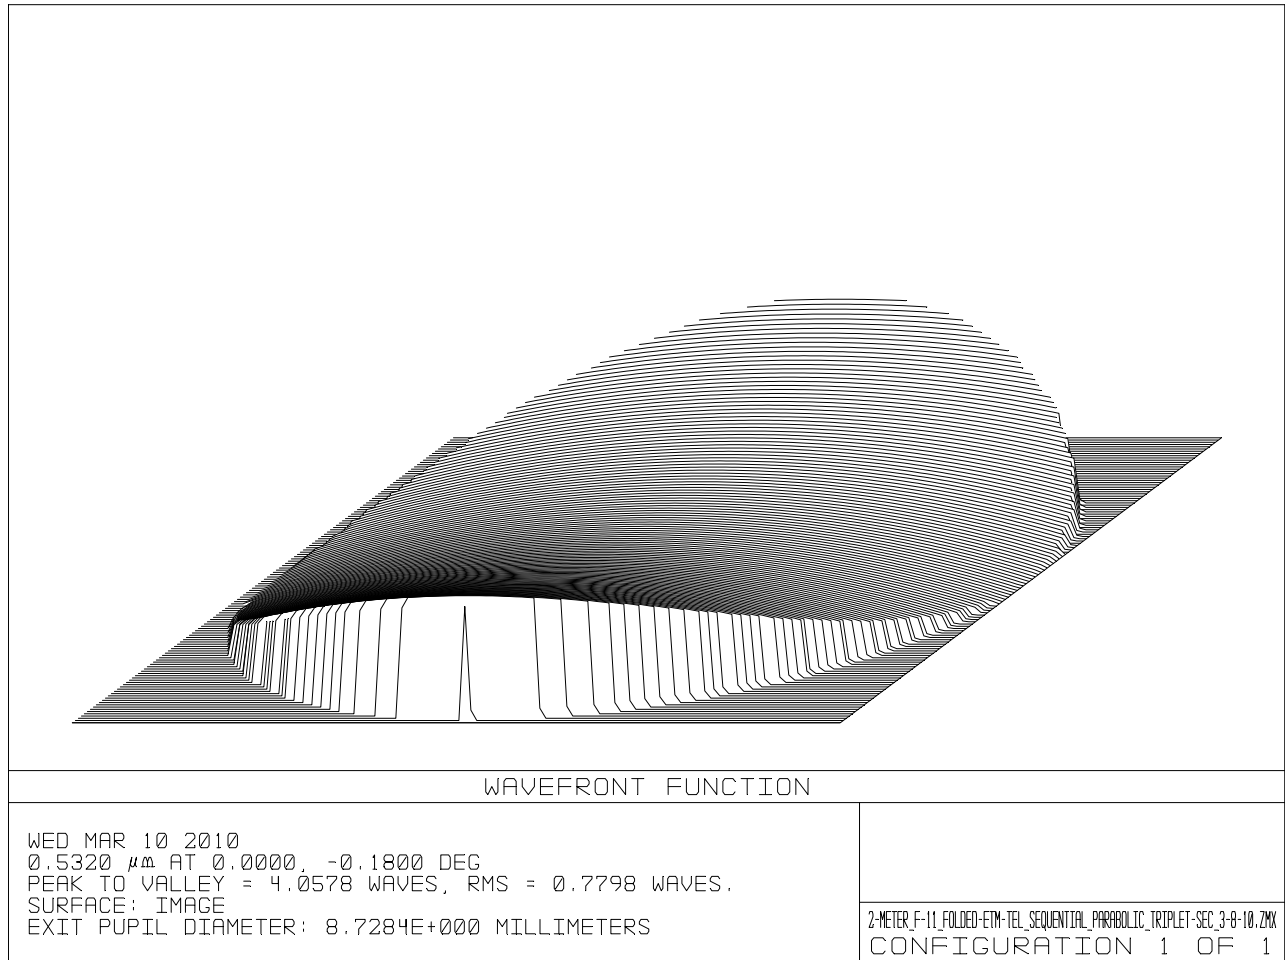 WAVEFRONT FUNCTION
WED MAR 10 2010
0.5320 µm AT 0.0000, -0.1800 DEG
PEAK TO VALLEY = 4.0578 WAVES, RMS = 0.7798 WAVES.
SURFACE: IMAGE
EXIT PUPIL DIAMETER: 8.7284E+000 MILLIMETERS
2-METER_F-11_FOLDED-ETM-TEL_SEQUENTIAL_PARABOLIC_TRIPLET-SEC_3-8-10.ZMX
CONFIGURATION 1 OF 1